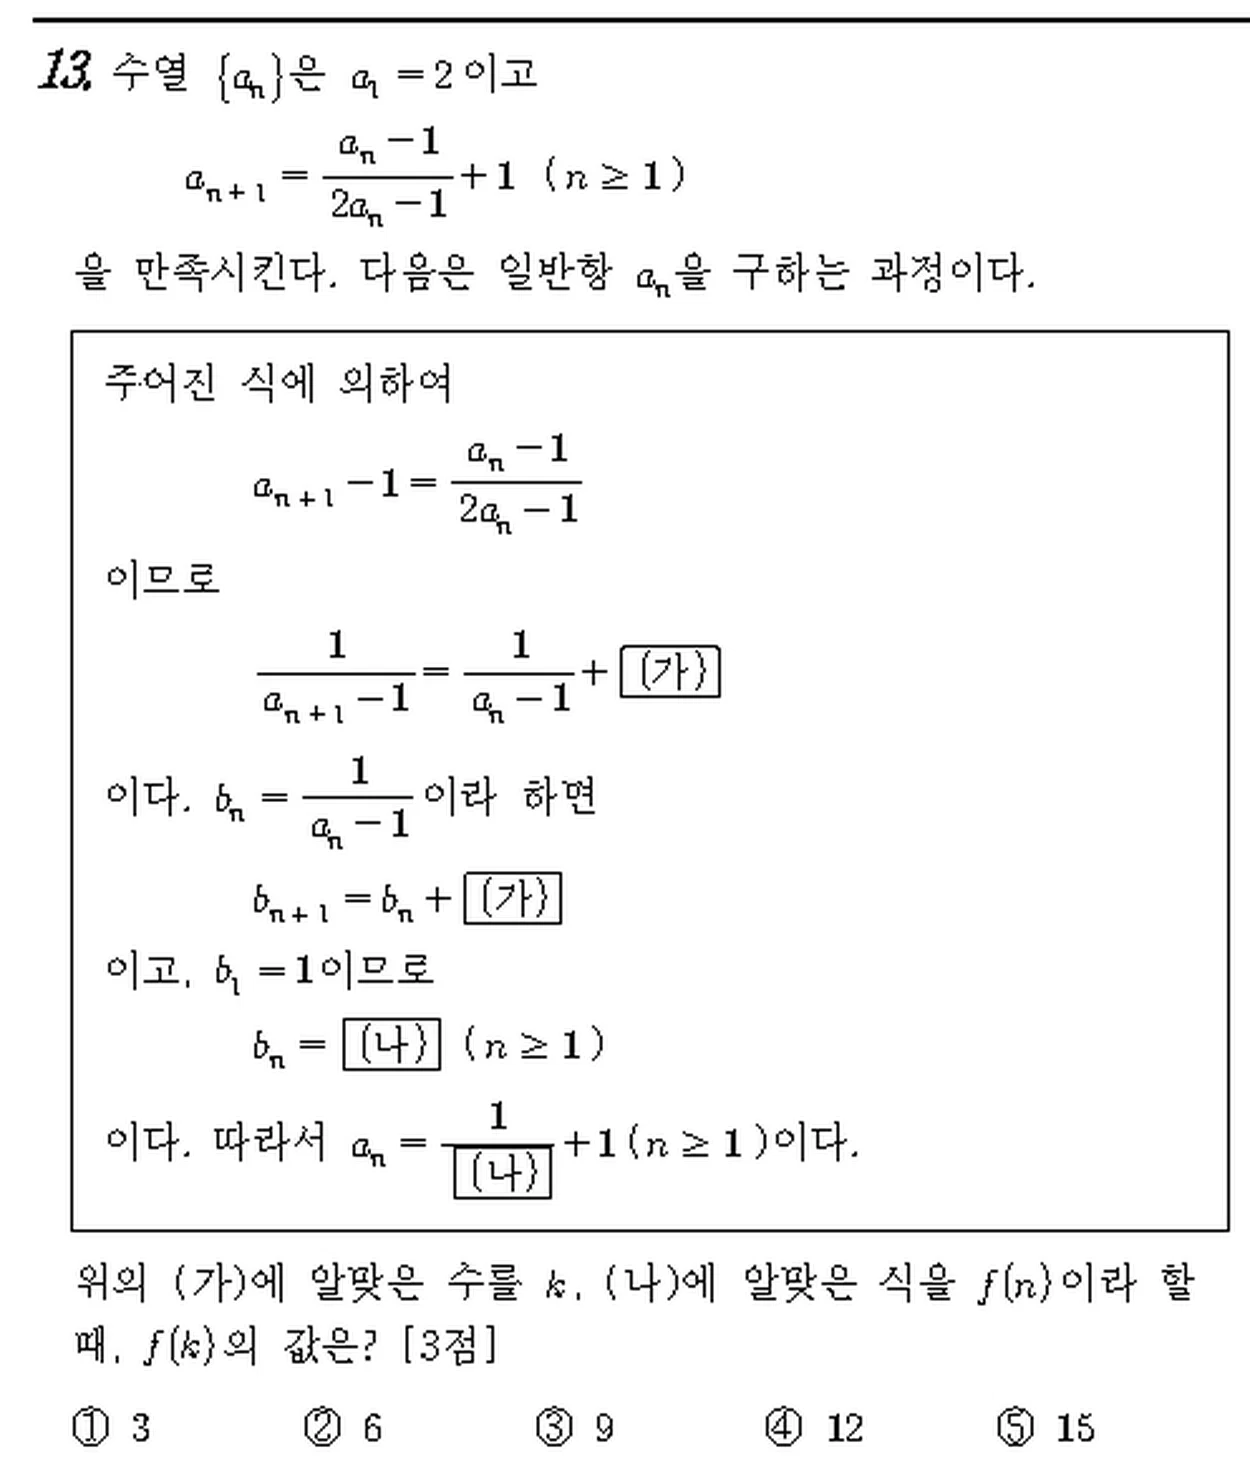 13. 수열 {aₙ}은 a₁ = 2이고
aₙ₊₁ = (aₙ − 1)/(2aₙ − 1) + 1 (n ≥ 1)
을 만족시킨다. 다음은 일반항 aₙ을 구하는 과정이다.
주어진 식에 의하여
aₙ₊₁ − 1 = (aₙ − 1)/(2aₙ − 1)
이므로
1/(aₙ₊₁ − 1) = 1/(aₙ − 1) + (가)
이다. bₙ = 1/(aₙ − 1) 이라 하면
bₙ₊₁ = bₙ + (가)
이고, b₁ = 1이므로
bₙ = (나) (n ≥ 1)
이다. 따라서 aₙ = 1/(나) + 1 (n ≥ 1)이다.
위의 (가)에 알맞은 수를 k, (나)에 알맞은 식을 f(n)이라 할
때, f(k)의 값은? [3점]
① 3 ② 6 ③ 9 ④ 12 ⑤ 15